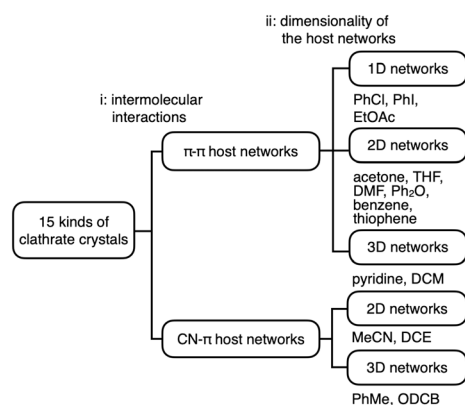 ii: dimensionality of
the host networks
i: intermolecular
interactions
15 kinds of
clathrate crystals
π-π host networks
1D networks
PhCl, PhI,
EtOAc
2D networks
acetone, THF,
DMF, Ph₂O,
benzene,
thiophene
3D networks
pyridine, DCM
CN-π host networks
2D networks
MeCN, DCE
3D networks
PhMe, ODCB